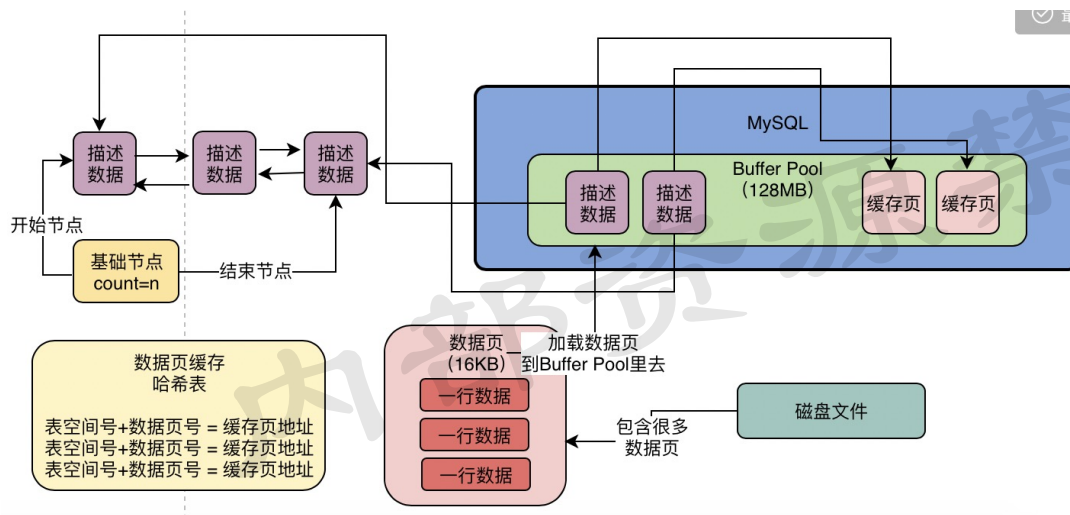 MySQL
Buffer Pool
（128MB）
描述
数据
描述
数据
描述
数据
描述
数据
描述
数据
缓存页
缓存页
开始节点
基础节点
count=n
结束节点
数据页缓存
哈希表
表空间号+数据页号 = 缓存页地址
表空间号+数据页号 = 缓存页地址
表空间号+数据页号 = 缓存页地址
数据页
（16KB）
一行数据
一行数据
一行数据
加载数据页
到Buffer Pool里去
包含很多
数据页
磁盘文件
内部资源禁